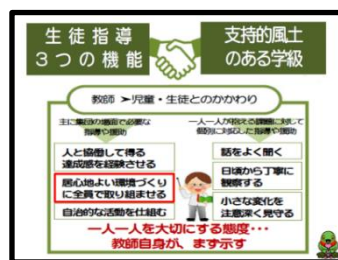 生徒指導
３つの機能
支持的風土
のある学級
教師 ➢児童・生徒とのかかわり
主に集団の場面で必要な
指導や援助
一人一人が抱える課題に対して
個別に対応した指導や援助
人と協働して得る
達成感を経験させる
居心地よい環境づくり
に全員で取り組ませる
自治的な活動を仕組む
話をよく聞く
日頃から丁寧に
観察する
小さな変化を
注意深く見守る
一人一人を大切にする態度･･･
教師自身が、まず示す